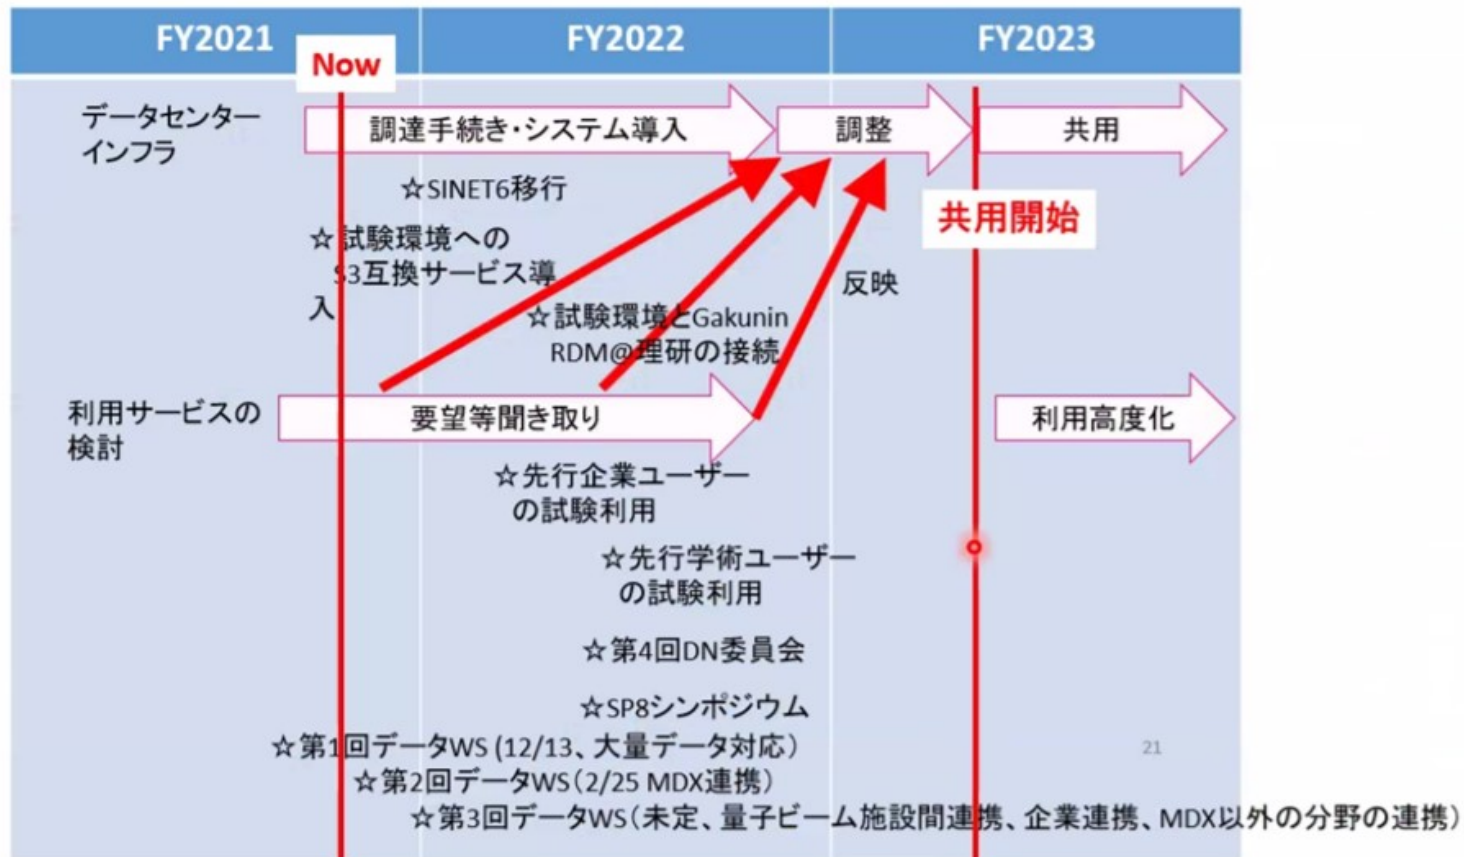 FY2021
FY2022
FY2023
Now
データセンター
インフラ
調達手続き・システム導入
調整
共用
☆SINET6移行
共用開始
☆試験環境への
S3互換サービス導
入
反映
☆試験環境とGakunin
RDM@理研の接続
利用サービスの
検討
要望等聞き取り
利用高度化
☆先行企業ユーザー
の試験利用
☆先行学術ユーザー
の試験利用
☆第4回DN委員会
☆SP8シンポジウム
☆第1回データWS (12/13、大量データ対応)
21
☆第2回データWS(2/25 MDX連携)
☆第3回データWS(未定、量子ビーム施設間連携、企業連携、MDX以外の分野の連携)